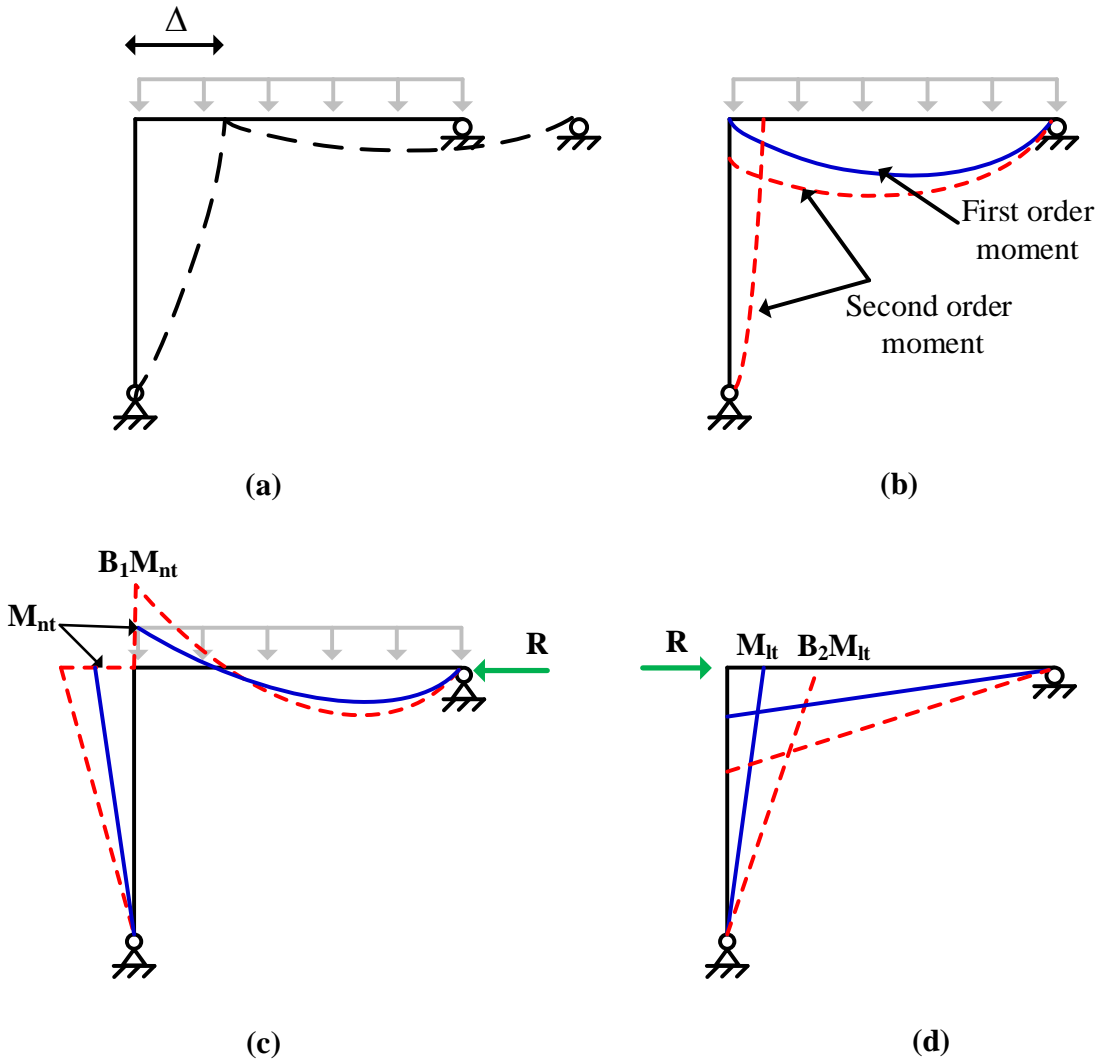 Δ
First order
moment
Second order
moment
(a)
(b)
B₁Mₙₜ
Mₙₜ
R
R
Mₗₜ
B₂Mₗₜ
(c)
(d)